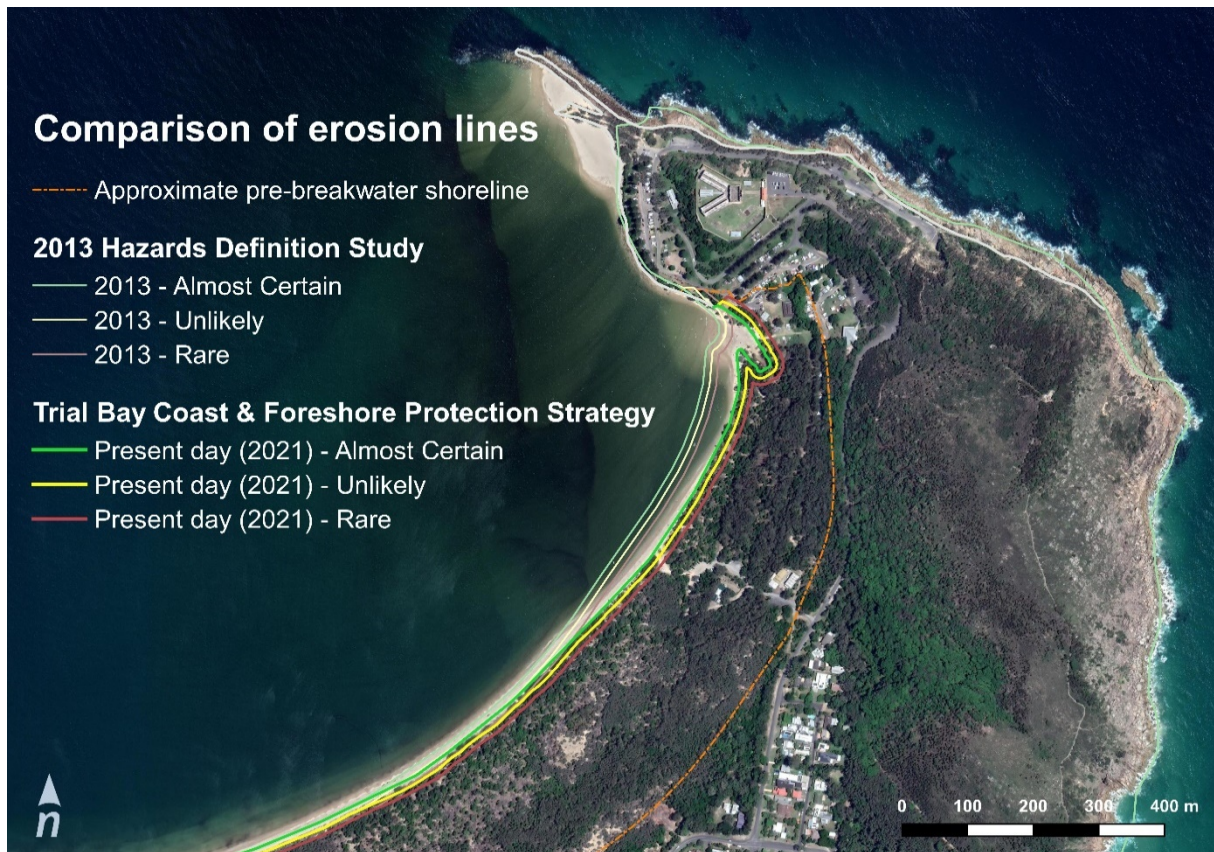 Comparison of erosion lines
Approximate pre-breakwater shoreline
2013 Hazards Definition Study
2013 - Almost Certain
2013 - Unlikely
2013 - Rare
Trial Bay Coast & Foreshore Protection Strategy
Present day (2021) - Almost Certain
Present day (2021) - Unlikely
Present day (2021) - Rare
n
0 100 200 300 400 m